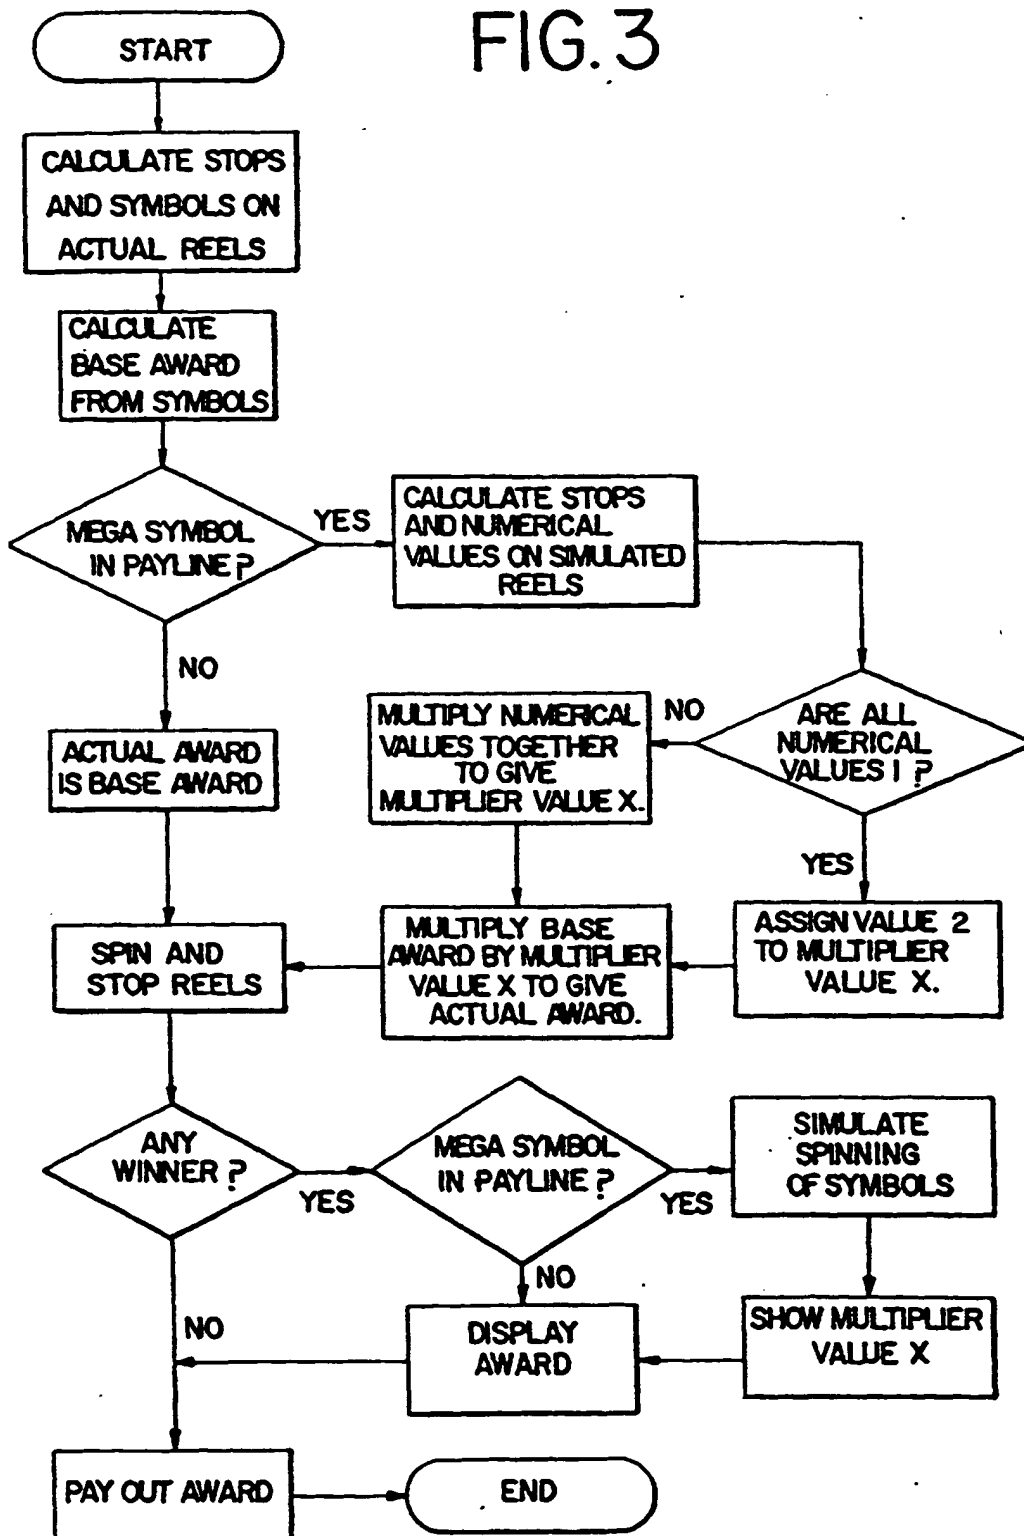 FIG. 3
START
CALCULATE STOPS
AND SYMBOLS ON
ACTUAL REELS
CALCULATE
BASE AWARD
FROM SYMBOLS
MEGA SYMBOL
IN PAYLINE?
YES
CALCULATE STOPS
AND NUMERICAL
VALUES ON SIMULATED
REELS
NO
ARE ALL
NUMERICAL
VALUES 1 ?
NO
MULTIPLY NUMERICAL
VALUES TOGETHER
TO GIVE
MULTIPLIER VALUE X.
ACTUAL AWARD
IS BASE AWARD
YES
ASSIGN VALUE 2
TO MULTIPLIER
VALUE X.
MULTIPLY BASE
AWARD BY MULTIPLIER
VALUE X TO GIVE
ACTUAL AWARD.
SPIN AND
STOP REELS
ANY
WINNER?
YES
MEGA SYMBOL
IN PAYLINE?
YES
SIMULATE
SPINNING
OF SYMBOLS
NO
NO
DISPLAY
AWARD
SHOW MULTIPLIER
VALUE X
PAY OUT AWARD
END